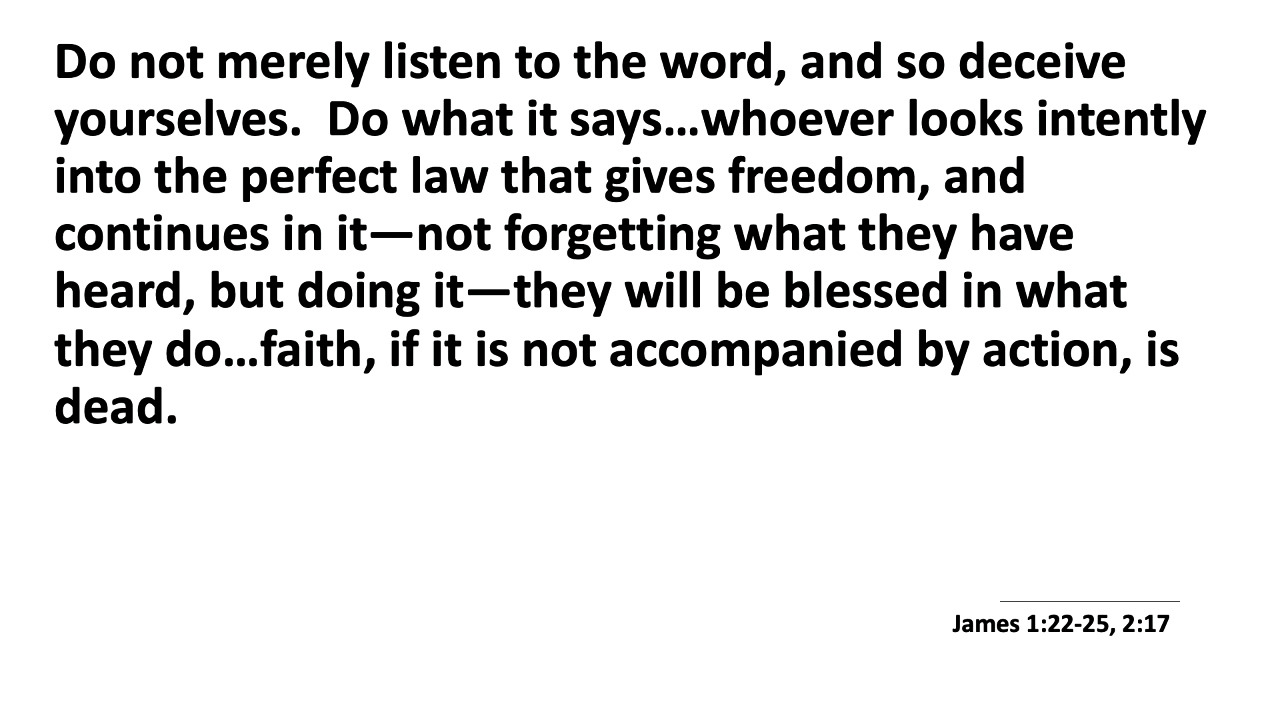 Do not merely listen to the word, and so deceive
yourselves.  Do what it says…whoever looks intently
into the perfect law that gives freedom, and
continues in it—not forgetting what they have
heard, but doing it—they will be blessed in what
they do…faith, if it is not accompanied by action, is
dead.
James 1:22-25, 2:17